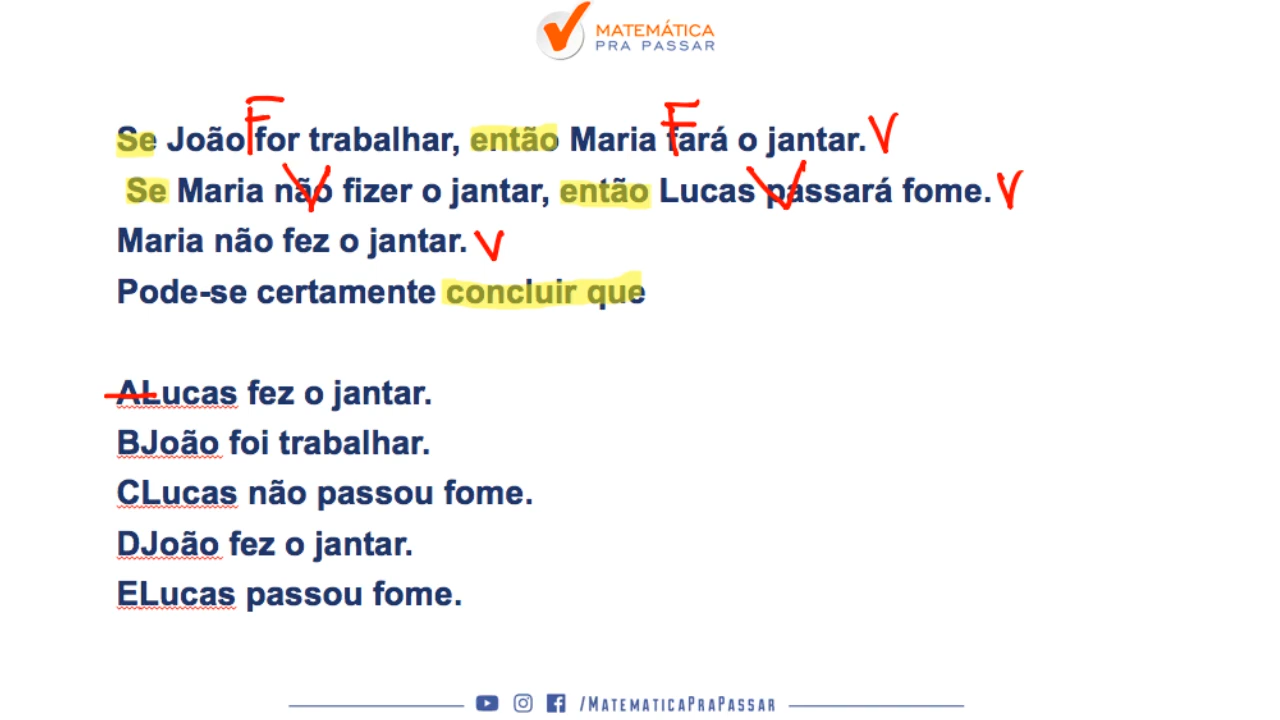 MATEMÁTICA
PRA PASSAR
F F
Se João for trabalhar, então Maria fará o jantar. V
V V
Se Maria não fizer o jantar, então Lucas passará fome. V
Maria não fez o jantar. V
Pode-se certamente concluir que
ALucas fez o jantar.
BJoão foi trabalhar.
CLucas não passou fome.
DJoão fez o jantar.
ELucas passou fome.
/MATEMATICAPRAPASSAR